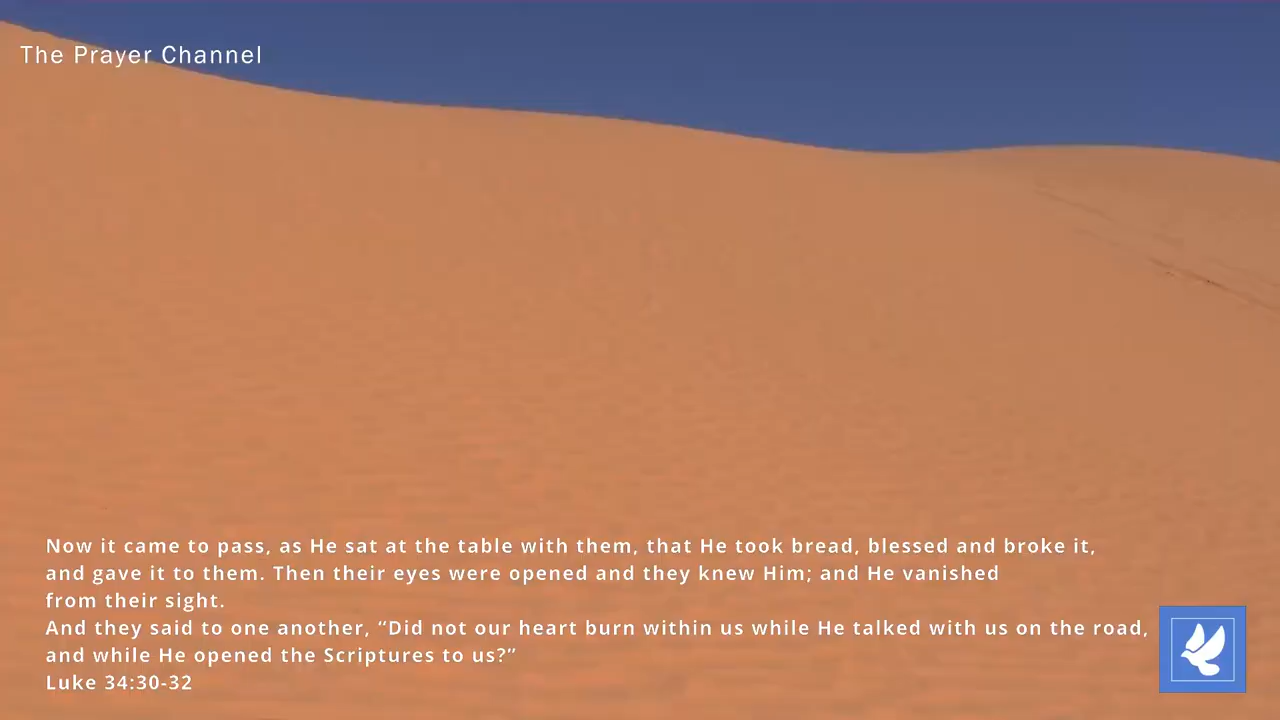 The Prayer Channel
Now it came to pass, as He sat at the table with them, that He took bread, blessed and broke it,
and gave it to them. Then their eyes were opened and they knew Him; and He vanished
from their sight.
And they said to one another, “Did not our heart burn within us while He talked with us on the road,
and while He opened the Scriptures to us?”
Luke 34:30-32